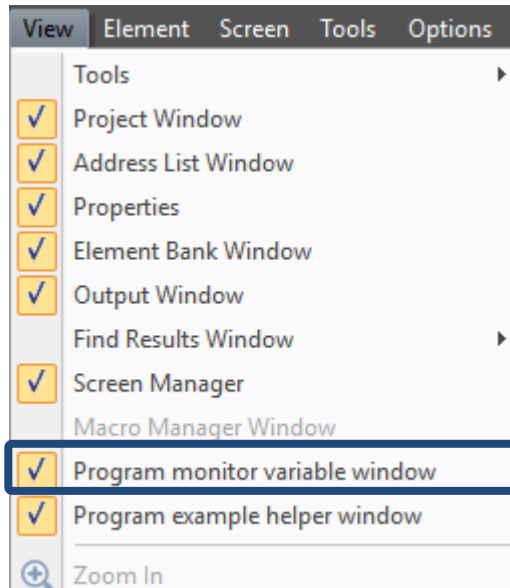 View Element Screen Tools Options
Tools
Project Window
Address List Window
Properties
Element Bank Window
Output Window
Find Results Window
Screen Manager
Macro Manager Window
Program monitor variable window
Program example helper window
Zoom In